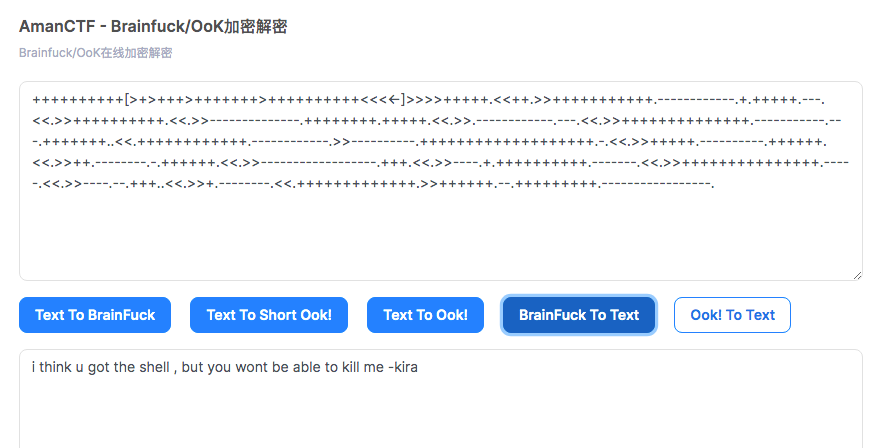 AmanCTF - Brainfuck/OoK加密解密
Brainfuck/OoK在线加密解密
++++++++++[>+>+++>+++++++>++++++++++<<<<-]>>>>+++++.<<++.>>+++++++++++.------------.+.+++++.---.
<<.>>++++++++++.<<.>>--------------.++++++++.+++++.<<.>>.------------.---.<<.>>++++++++++++++.-----------.--
-.+++++++..<<.++++++++++++.------------.>>----------.+++++++++++++++++++.-.<<.>>+++++.----------.++++++.
<<.>>++.--------.-.++++++.<<.>>------------------.+++.<<.>>----.+.++++++++++.-------.<<.>>+++++++++++++++.----
-.<<.>>----.--.+++..<<.>>+.--------.<<.+++++++++++++.>>++++++.--.+++++++++.-----------------.
Text To BrainFuck Text To Short Ook! Text To Ook! BrainFuck To Text Ook! To Text
i think u got the shell , but you wont be able to kill me -kira